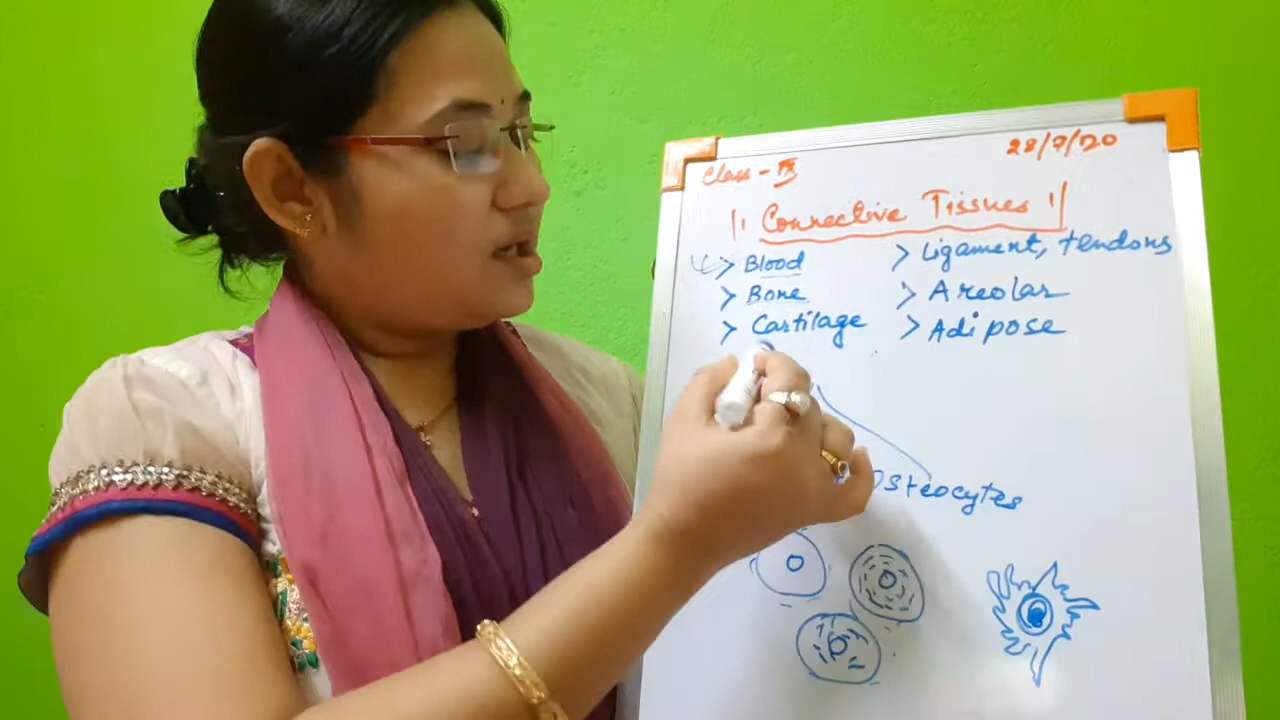 28/7/20
Class - IX
Connective Tissues
> Blood
> Bone
> Cartilage
> Ligament, tendons
> Areolar
> Adipose
Osteocytes